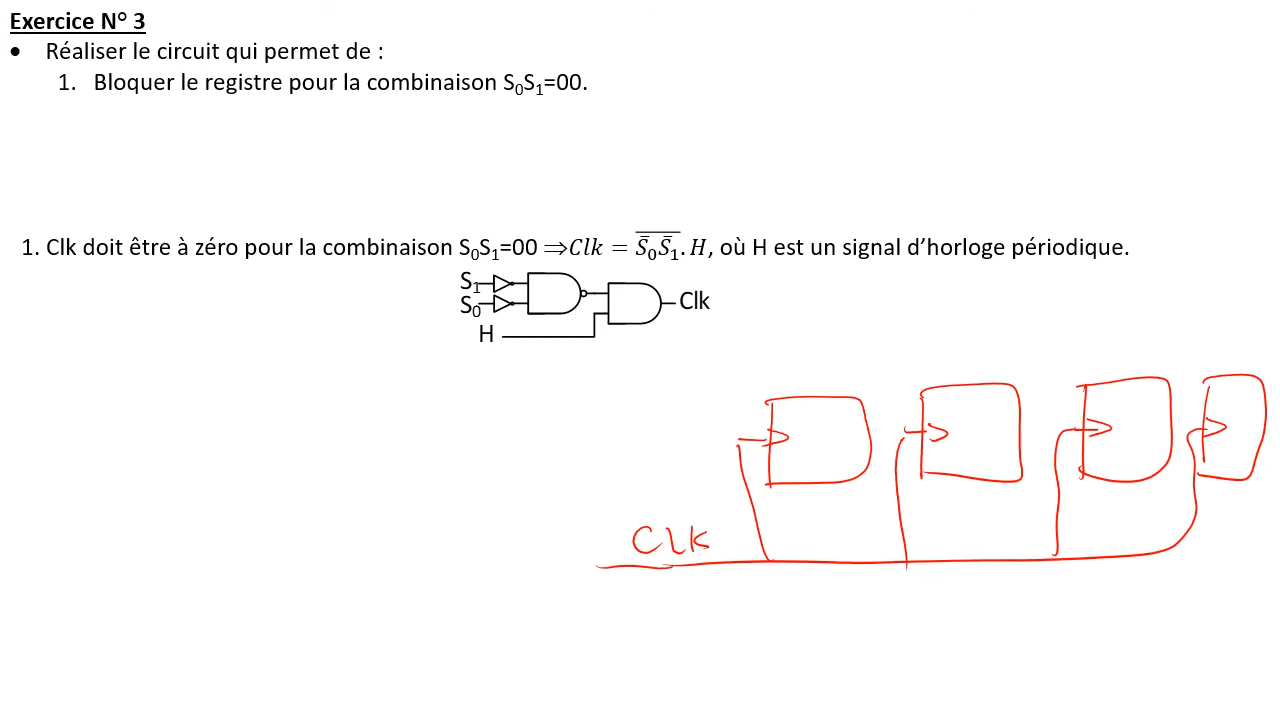 Exercice N° 3
• Réaliser le circuit qui permet de :
1. Bloquer le registre pour la combinaison S₀S₁=00.
1. Clk doit être à zéro pour la combinaison S₀S₁=00 ⟹ Clk = \overline{S̄₀S̄₁}.H, où H est un signal d’horloge périodique.
S₁
S₀
Clk
H
CLK